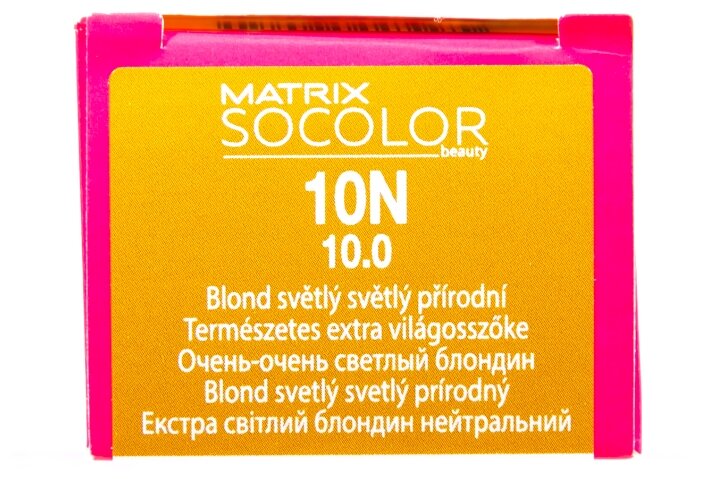 MATRIX
SOCOLOR
beauty
10N
10.0
Blond světlý světlý přírodní
Természetes extra világosszőke
Очень-очень светлый блондин
Blond svetlý svetlý prírodný
Екстра світлий блондин нейтральний